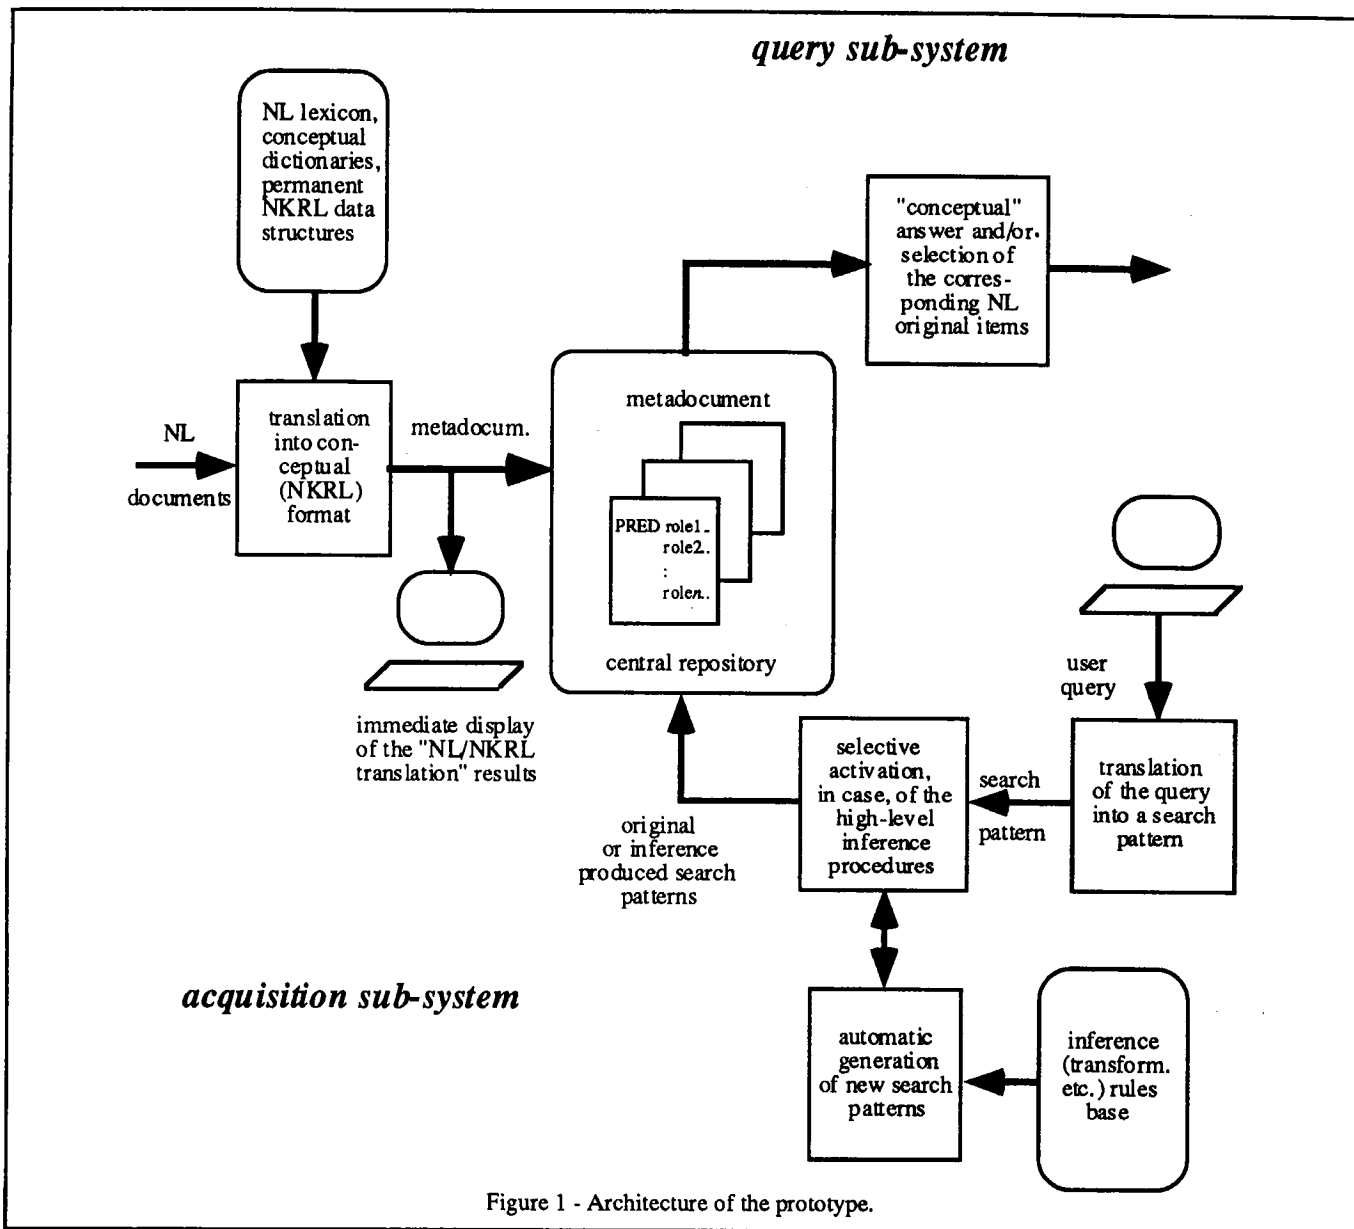 query sub-system
NL lexicon,
conceptual
dictionaries,
permanent
NKRL data
structures
"conceptual"
answer and/or
selection of
the corres-
ponding NL
original items
NL
documents
translation
into con-
ceptual
(NKRL)
format
metadocum.
metadocument
PRED role1..
role2..
:
rolen..
central repository
immediate display
of the "NL/NKRL
translation" results
user
query
translation
of the query
into a search
pattern
search
pattern
selective
activation,
in case, of the
high-level
inference
procedures
original
or inference
produced search
patterns
acquisition sub-system
automatic
generation
of new search
patterns
inference
(transform.
etc.) rules
base
Figure 1 - Architecture of the prototype.